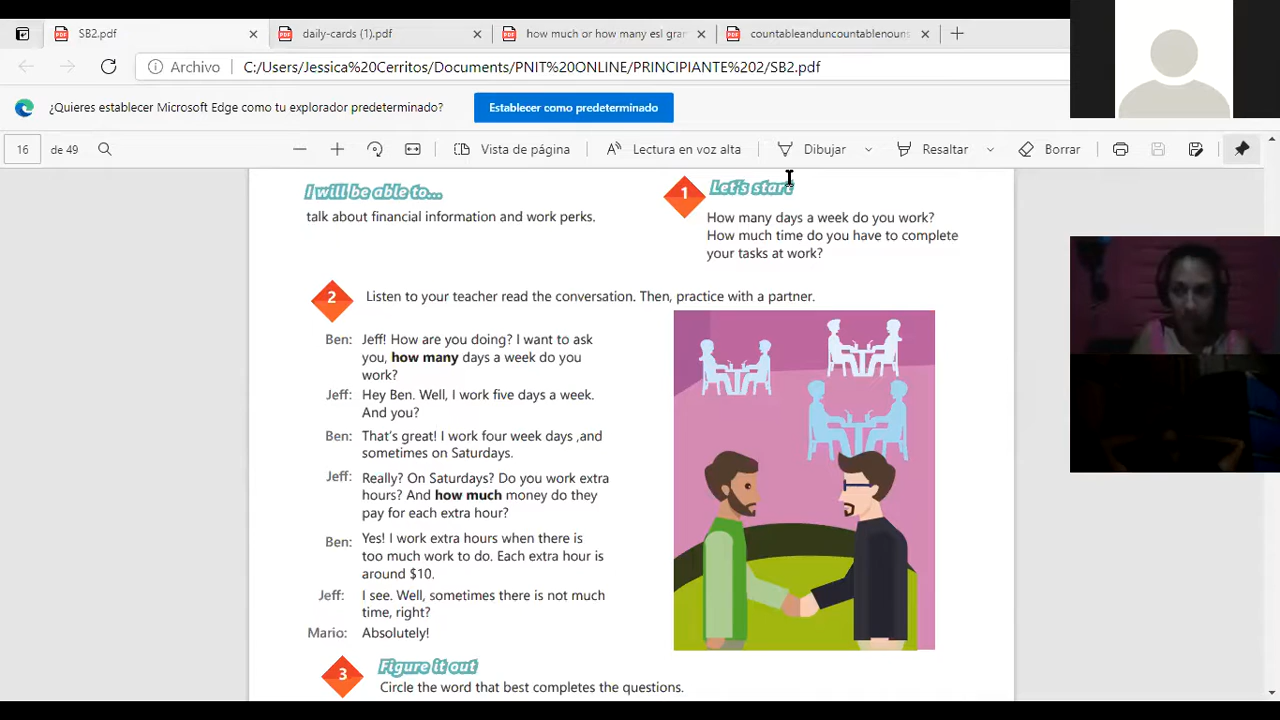 SB2.pdf
daily-cards (1).pdf
how much or how many esl gran
countableanduncountablenouns
Archivo
C:/Users/Jessica%20Cerritos/Documents/PNIT%20ONLINE/PRINCIPIANTE%202/SB2.pdf
¿Quieres establecer Microsoft Edge como tu explorador predeterminado?
Establecer como predeterminado
16
de 49
Vista de página
Lectura en voz alta
Dibujar
Resaltar
Borrar
I will be able to...
talk about financial information and work perks.
1
Let's start
How many days a week do you work?
How much time do you have to complete
your tasks at work?
2
Listen to your teacher read the conversation. Then, practice with a partner.
Ben: Jeff! How are you doing? I want to ask
you, how many days a week do you
work?
Jeff: Hey Ben. Well, I work five days a week.
And you?
Ben: That's great! I work four week days ,and
sometimes on Saturdays.
Jeff: Really? On Saturdays? Do you work extra
hours? And how much money do they
pay for each extra hour?
Ben: Yes! I work extra hours when there is
too much work to do. Each extra hour is
around $10.
Jeff: I see. Well, sometimes there is not much
time, right?
Mario: Absolutely!
3
Figure it out
Circle the word that best completes the questions.